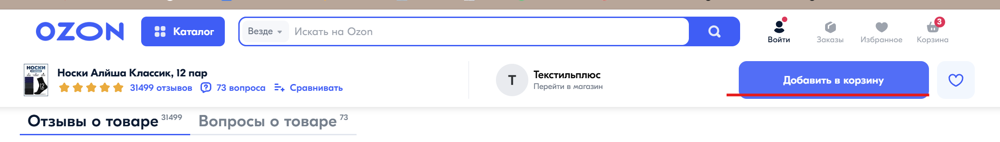 OZON
Каталог
Везде
Искать на Ozon
Войти
Заказы
Избранное
3
Корзина
НОСКИ
12
Носки Алйша Классик, 12 пар
31499 отзывов
73 вопроса
Сравнивать
T
Текстильплюс
Перейти в магазин
Добавить в корзину
Отзывы о товаре 31499
Вопросы о товаре 73